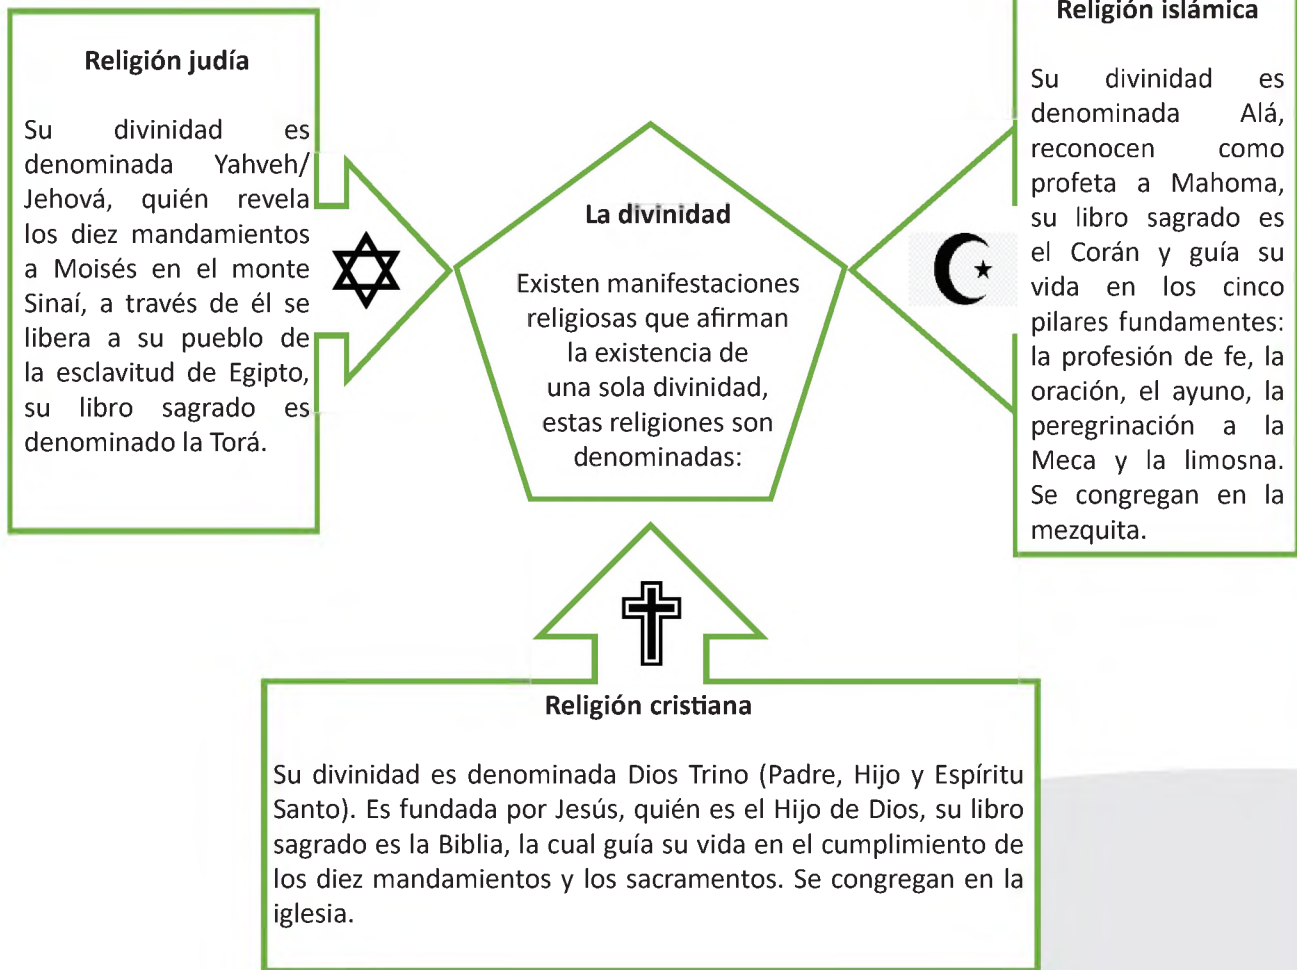 Religión judía
Su divinidad es
denominada Yahveh/
Jehová, quién revela
los diez mandamientos
a Moisés en el monte
Sinaí, a través de él se
libera a su pueblo de
la esclavitud de Egipto,
su libro sagrado es
denominado la Torá.
La divinidad
Existen manifestaciones
religiosas que afirman
la existencia de
una sola divinidad,
estas religiones son
denominadas:
Religión islámica
Su divinidad es
denominada Alá,
reconocen como
profeta a Mahoma,
su libro sagrado es
el Corán y guía su
vida en los cinco
pilares fundamentes:
la profesión de fe, la
oración, el ayuno, la
peregrinación a la
Meca y la limosna.
Se congregan en la
mezquita.
Religión cristiana
Su divinidad es denominada Dios Trino (Padre, Hijo y Espíritu
Santo). Es fundada por Jesús, quién es el Hijo de Dios, su libro
sagrado es la Biblia, la cual guía su vida en el cumplimiento de
los diez mandamientos y los sacramentos. Se congregan en la
iglesia.